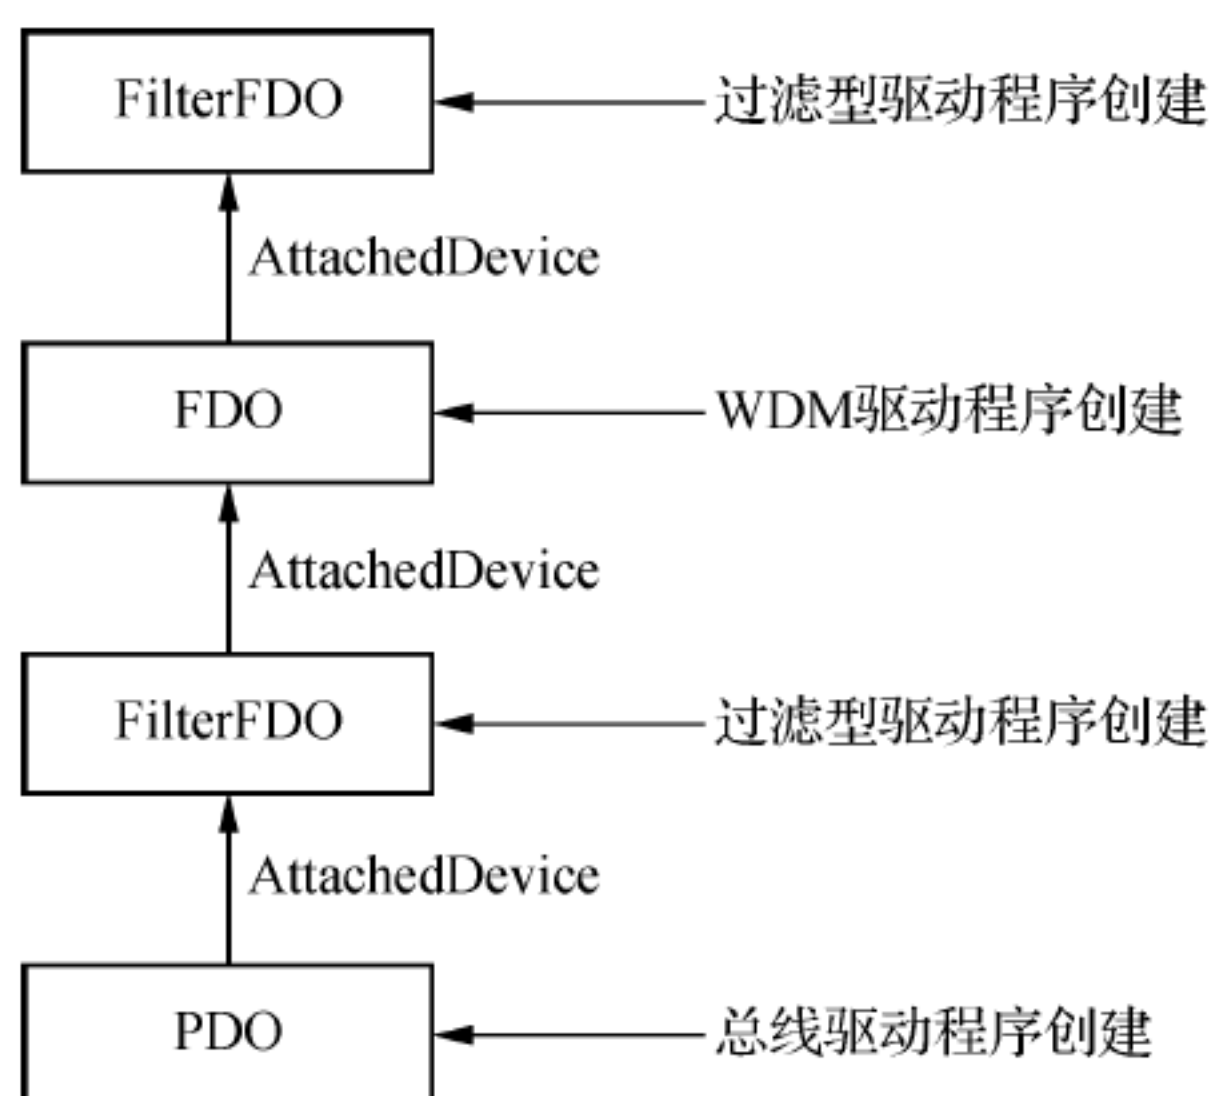 FilterFDO
过滤型驱动程序创建
AttachedDevice
FDO
WDM驱动程序创建
AttachedDevice
FilterFDO
过滤型驱动程序创建
AttachedDevice
PDO
总线驱动程序创建